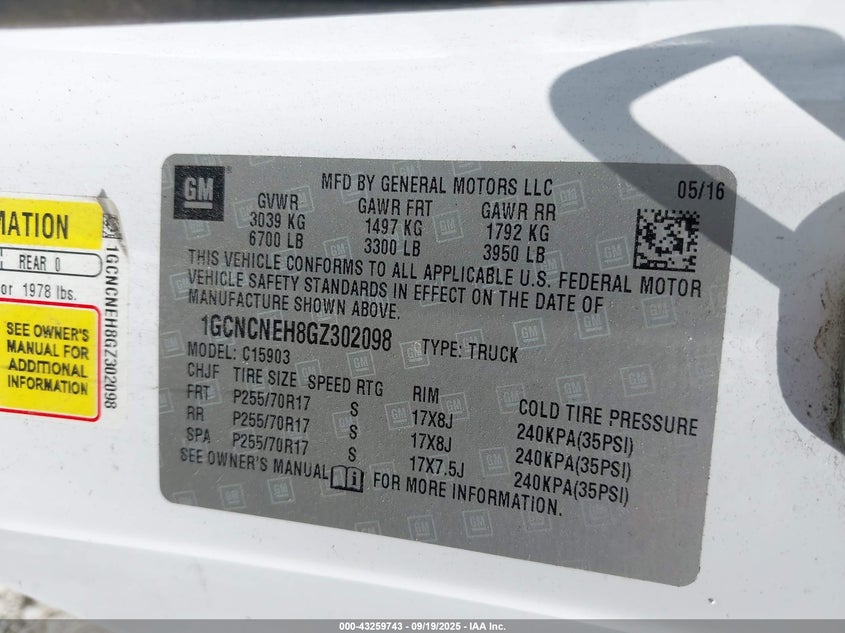 GM
MFD BY GENERAL MOTORS LLC
05/16
GVWR
GAWR FRT
GAWR RR
3039 KG
1497 KG
1792 KG
6700 LB
3300 LB
3950 LB
THIS VEHICLE CONFORMS TO ALL APPLICABLE U.S. FEDERAL MOTOR
VEHICLE SAFETY STANDARDS IN EFFECT ON THE DATE OF
MANUFACTURE SHOWN ABOVE.
1GCNCNEH8GZ302098
TYPE: TRUCK
MODEL: C15903
CHJF TIRE SIZE SPEED RTG RIM COLD TIRE PRESSURE
FRT P255/70R17 S 17X8J 240KPA(35PSI)
RR P255/70R17 S 17X8J 240KPA(35PSI)
SPA P255/70R17 S 17X7.5J 240KPA(35PSI)
SEE OWNER'S MANUAL FOR MORE INFORMATION.
REAR 0
or 1978 lbs.
SEE OWNER'S
MANUAL FOR
ADDITIONAL
INFORMATION
1GCNCNEH8GZ302098
000-43259743 - 09/19/2025 - IAA Inc.